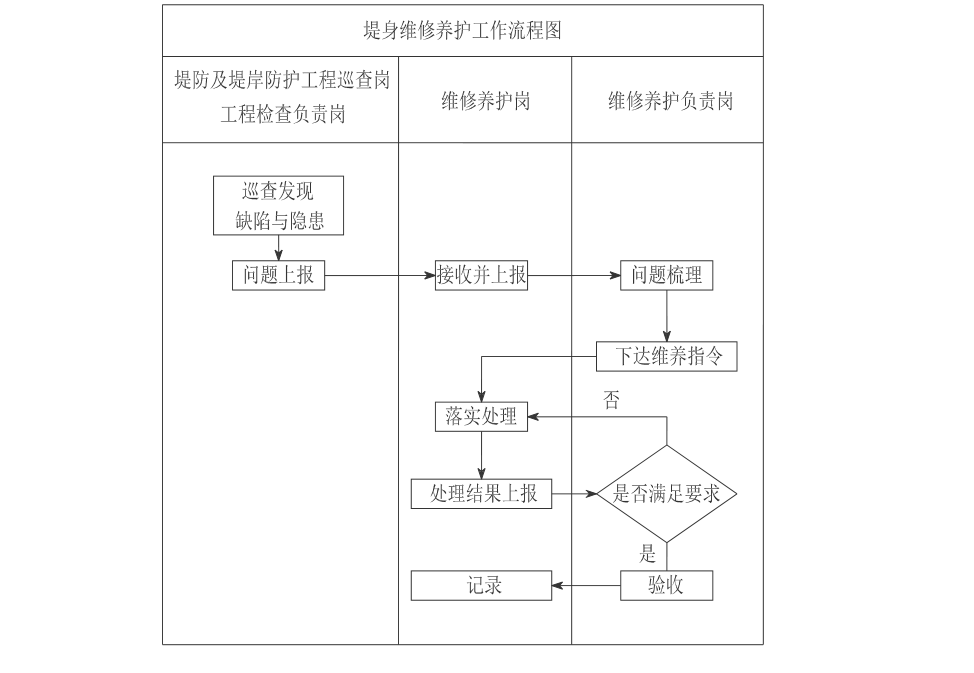 堤身维修养护工作流程图
堤防及堤岸防护工程巡查岗
工程检查负责岗
维修养护岗
维修养护负责岗
巡查发现
缺陷与隐患
问题上报
接收并上报
问题梳理
下达维养指令
否
落实处理
处理结果上报
是否满足要求
是
记录
验收